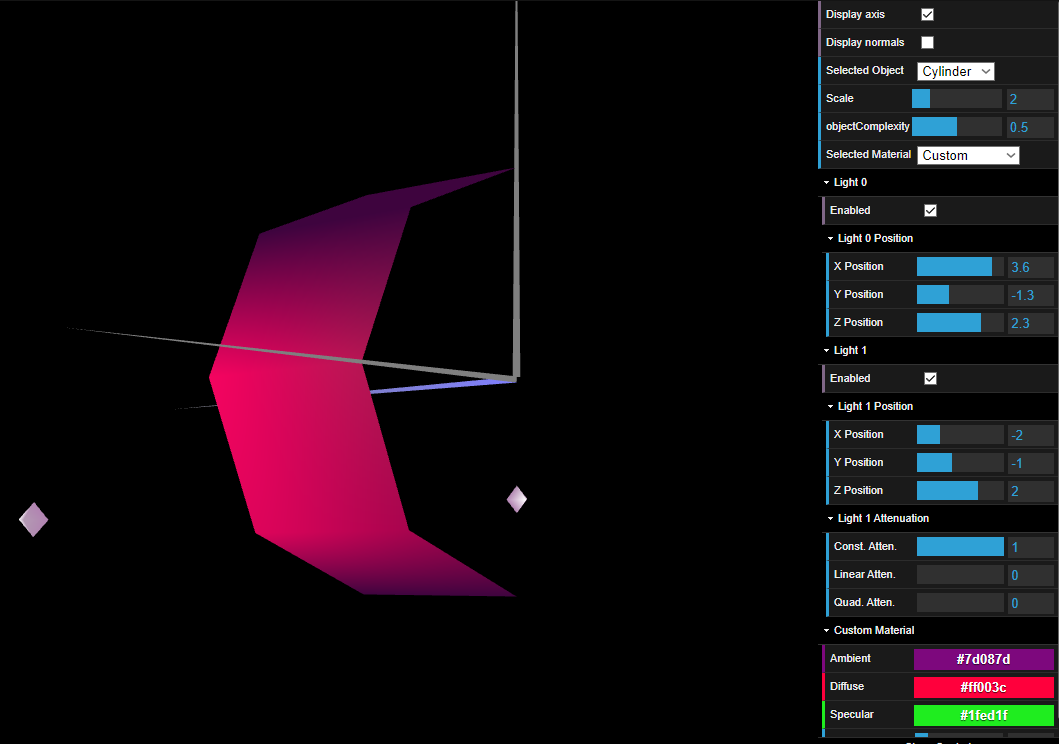 Display axis
Display normals
Selected Object Cylinder
Scale 2
objectComplexity 0.5
Selected Material Custom
Light 0
Enabled
Light 0 Position
X Position 3.6
Y Position -1.3
Z Position 2.3
Light 1
Enabled
Light 1 Position
X Position -2
Y Position -1
Z Position 2
Light 1 Attenuation
Const. Atten. 1
Linear Atten. 0
Quad. Atten. 0
Custom Material
Ambient #7d087d
Diffuse #ff003c
Specular #1fed1f